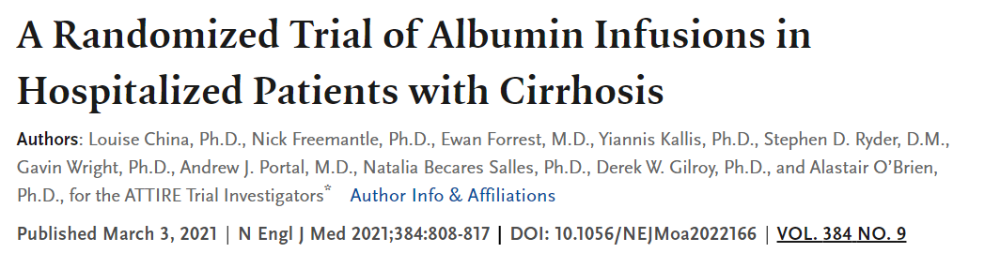 A Randomized Trial of Albumin Infusions in
Hospitalized Patients with Cirrhosis
Authors: Louise China, Ph.D., Nick Freemantle, Ph.D., Ewan Forrest, M.D., Yiannis Kallis, Ph.D., Stephen D. Ryder, D.M.,
Gavin Wright, Ph.D., Andrew J. Portal, M.D., Natalia Becares Salles, Ph.D., Derek W. Gilroy, Ph.D., and Alastair O’Brien,
Ph.D., for the ATTIRE Trial Investigators* Author Info & Affiliations
Published March 3, 2021 | N Engl J Med 2021;384:808-817 | DOI: 10.1056/NEJMoa2022166 | VOL. 384 NO. 9